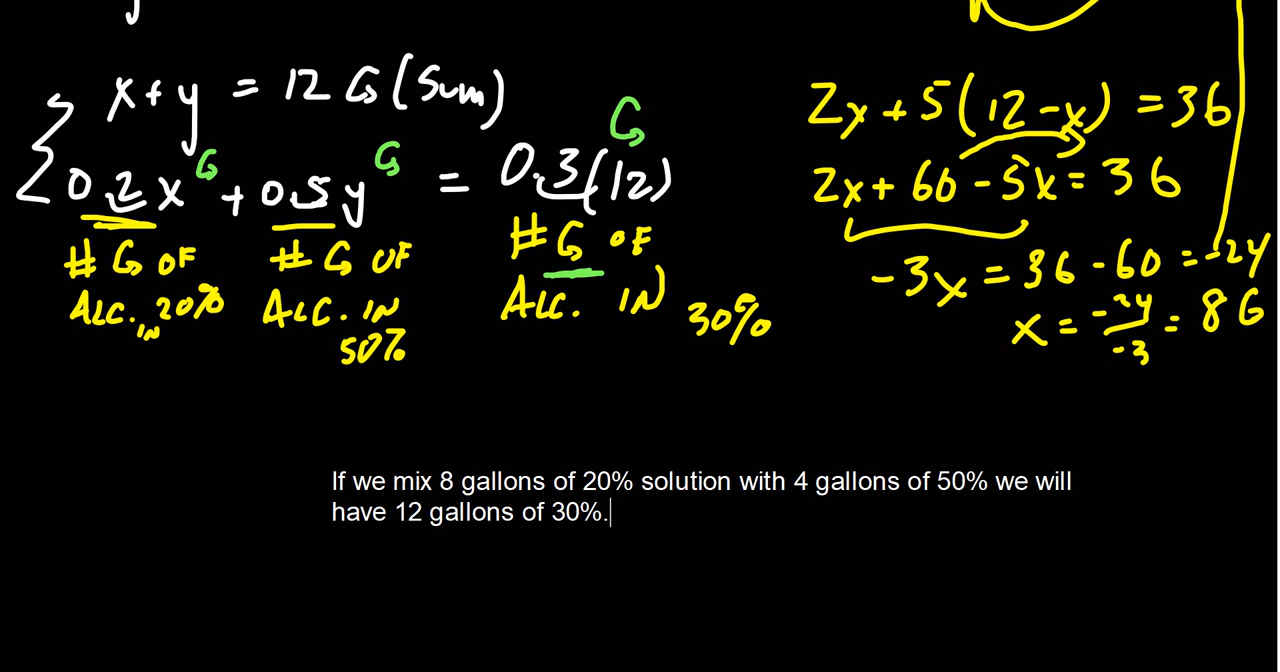 x + y = 12 G (Sum)
G G G
0.2x + 0.5y = 0.3(12)
# G OF # G OF # G OF
ALC. IN 20% ALC. IN 50% ALC. IN 30%
2x + 5(12 - x) = 36
2x + 60 - 5x = 36
-3x = 36 - 60 = -24
x = -24/-3 = 8G
If we mix 8 gallons of 20% solution with 4 gallons of 50% we will
have 12 gallons of 30%.